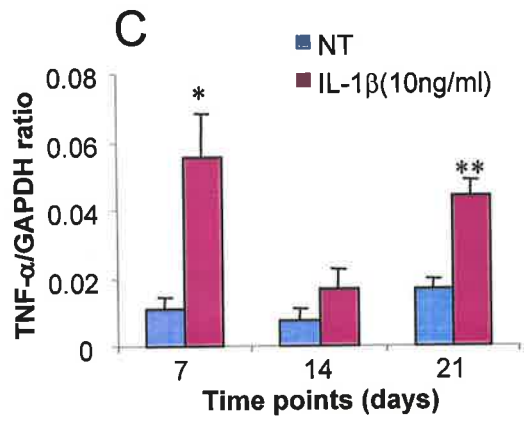 C
NT
IL-1β(10ng/ml)
TNF-α/GAPDH ratio
0.08
0.06
0.04
0.02
0
*
**
7 14 21
Time points (days)